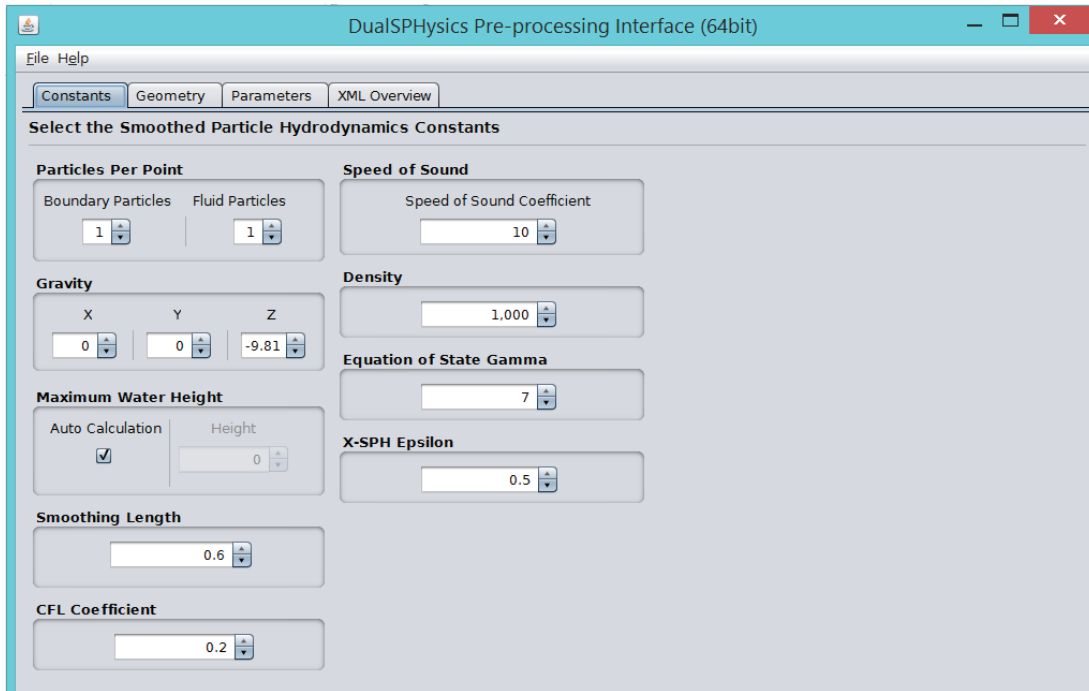 DualSPHysics Pre-processing Interface (64bit)
File Help
Constants Geometry Parameters XML Overview
Select the Smoothed Particle Hydrodynamics Constants
Particles Per Point
Boundary Particles Fluid Particles
1 1
Gravity
X Y Z
0 0 -9.81
Maximum Water Height
Auto Calculation Height
0
Smoothing Length
0.6
CFL Coefficient
0.2
Speed of Sound
Speed of Sound Coefficient
10
Density
1,000
Equation of State Gamma
7
X-SPH Epsilon
0.5